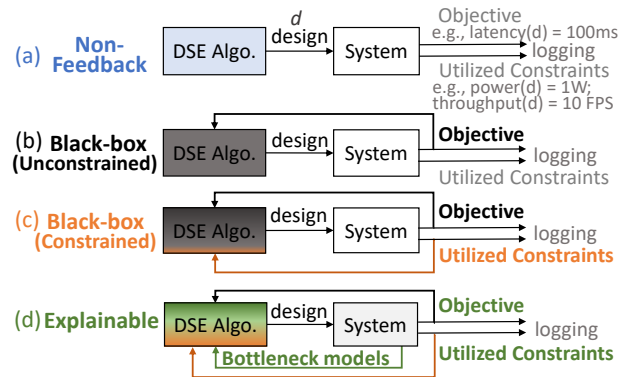 (a) Non-
Feedback
DSE Algo.
d
design
System
Objective
e.g., latency(d) = 100ms
logging
Utilized Constraints
e.g., power(d) = 1W;
throughput(d) = 10 FPS
(b) Black-box
(Unconstrained)
DSE Algo.
design
System
Objective
logging
Utilized Constraints
(c) Black-box
(Constrained)
DSE Algo.
design
System
Objective
logging
Utilized Constraints
(d) Explainable
DSE Algo.
design
System
Bottleneck models
Objective
logging
Utilized Constraints